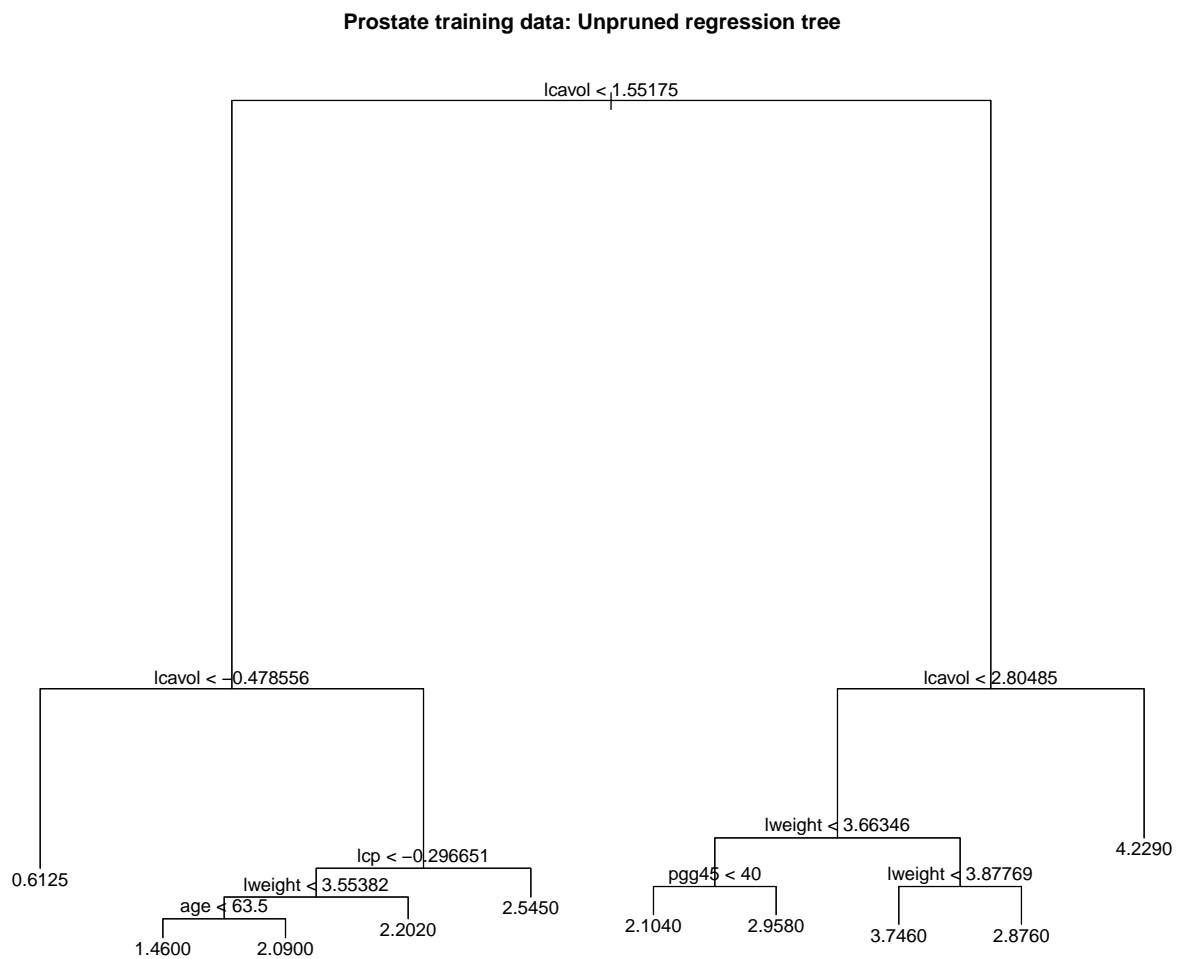 Prostate training data: Unpruned regression tree
lcavol < 1.55175
lcavol < −0.478556
lcavol < 2.80485
lweight < 3.66346
4.2290
lcp < −0.296651
0.6125
pgg45 < 40
lweight < 3.87769
lweight < 3.55382
2.5450
age < 63.5
2.2020
2.1040
2.9580
3.7460
2.8760
1.4600
2.0900